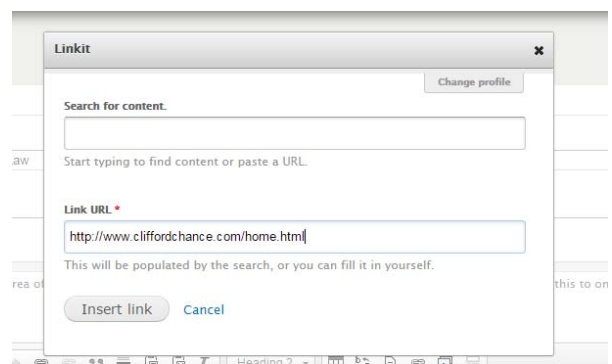 Linkit
Change profile
Search for content.
aw
Start typing to find content or paste a URL.
Link URL *
http://www.cliffordchance.com/home.html
This will be populated by the search, or you can fill it in yourself.
rea of
this to on
Insert link Cancel
Heading 2